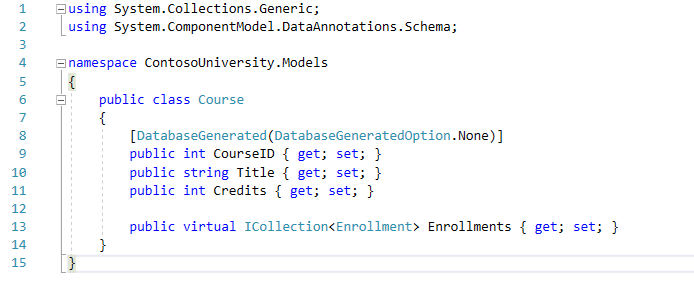 1 using System.Collections.Generic;
2 using System.ComponentModel.DataAnnotations.Schema;
3
4 namespace ContosoUniversity.Models
5 {
6 public class Course
7 {
8 [DatabaseGenerated(DatabaseGeneratedOption.None)]
9 public int CourseID { get; set; }
10 public string Title { get; set; }
11 public int Credits { get; set; }
12
13 public virtual ICollection<Enrollment> Enrollments { get; set; }
14 }
15 }